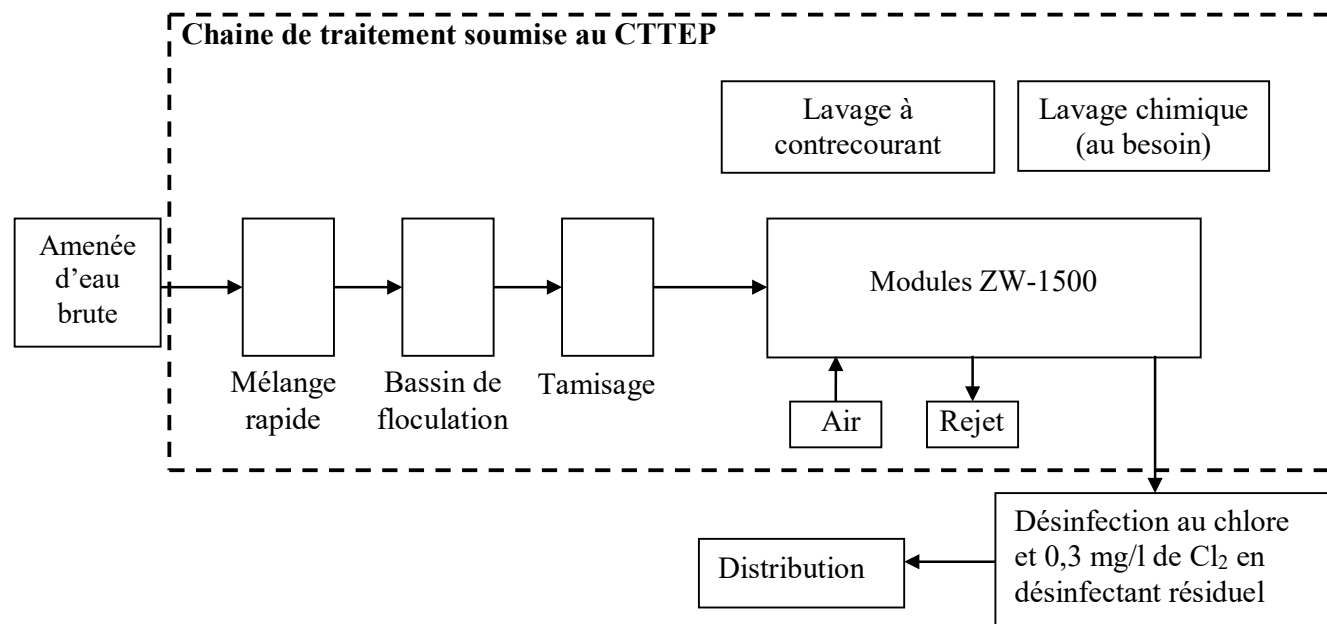 Chaine de traitement soumise au CTTEP
Lavage à
contrecourant
Lavage chimique
(au besoin)
Amenée
d’eau
brute
Mélange
rapide
Bassin de
floculation
Tamisage
Modules ZW-1500
Air
Rejet
Désinfection au chlore
et 0,3 mg/l de Cl₂ en
désinfectant résiduel
Distribution